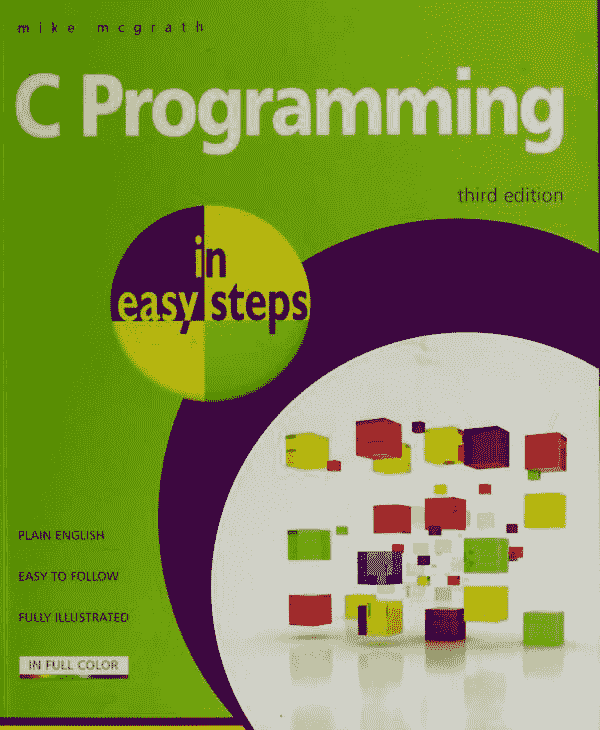 mike mcgrath
C Programming
third edition
in
easy steps
PLAIN ENGLISH
EASY TO FOLLOW
FULLY ILLUSTRATED
IN FULL COLOR